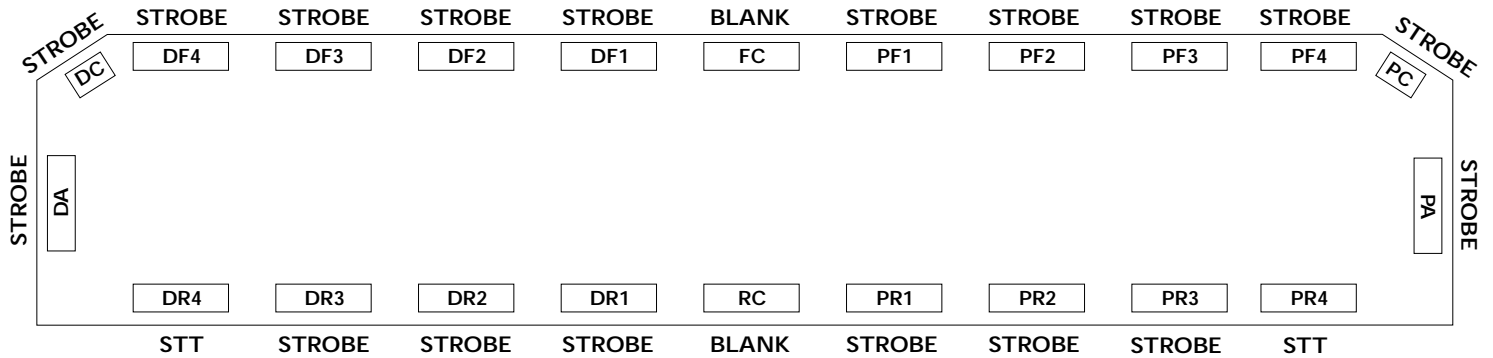 STROBE STROBE STROBE STROBE BLANK STROBE STROBE STROBE STROBE
STROBE
STROBE
DC DF4 DF3 DF2 DF1 FC PF1 PF2 PF3 PF4 PC
STROBE
DA
PA
STROBE
DR4 DR3 DR2 DR1 RC PR1 PR2 PR3 PR4
STT STROBE STROBE STROBE BLANK STROBE STROBE STROBE STT